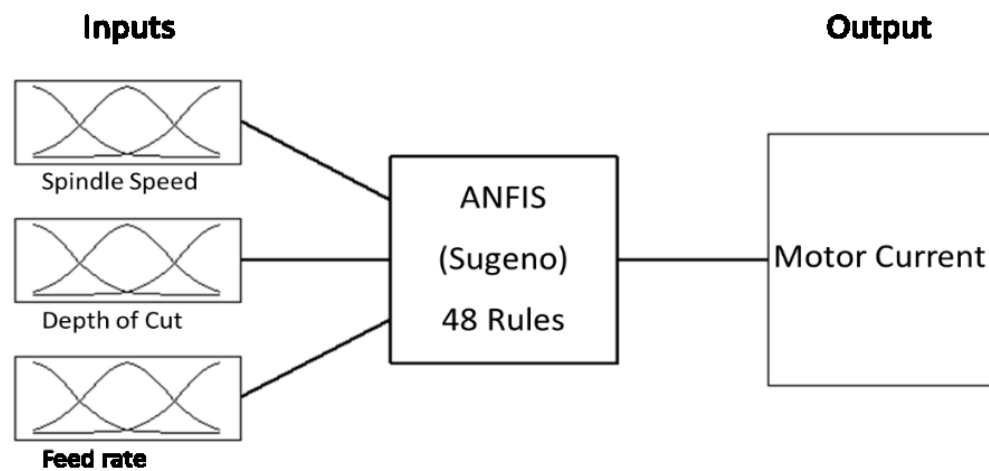 Inputs
Output
Spindle Speed
Depth of Cut
Feed rate
ANFIS
(Sugeno)
48 Rules
Motor Current